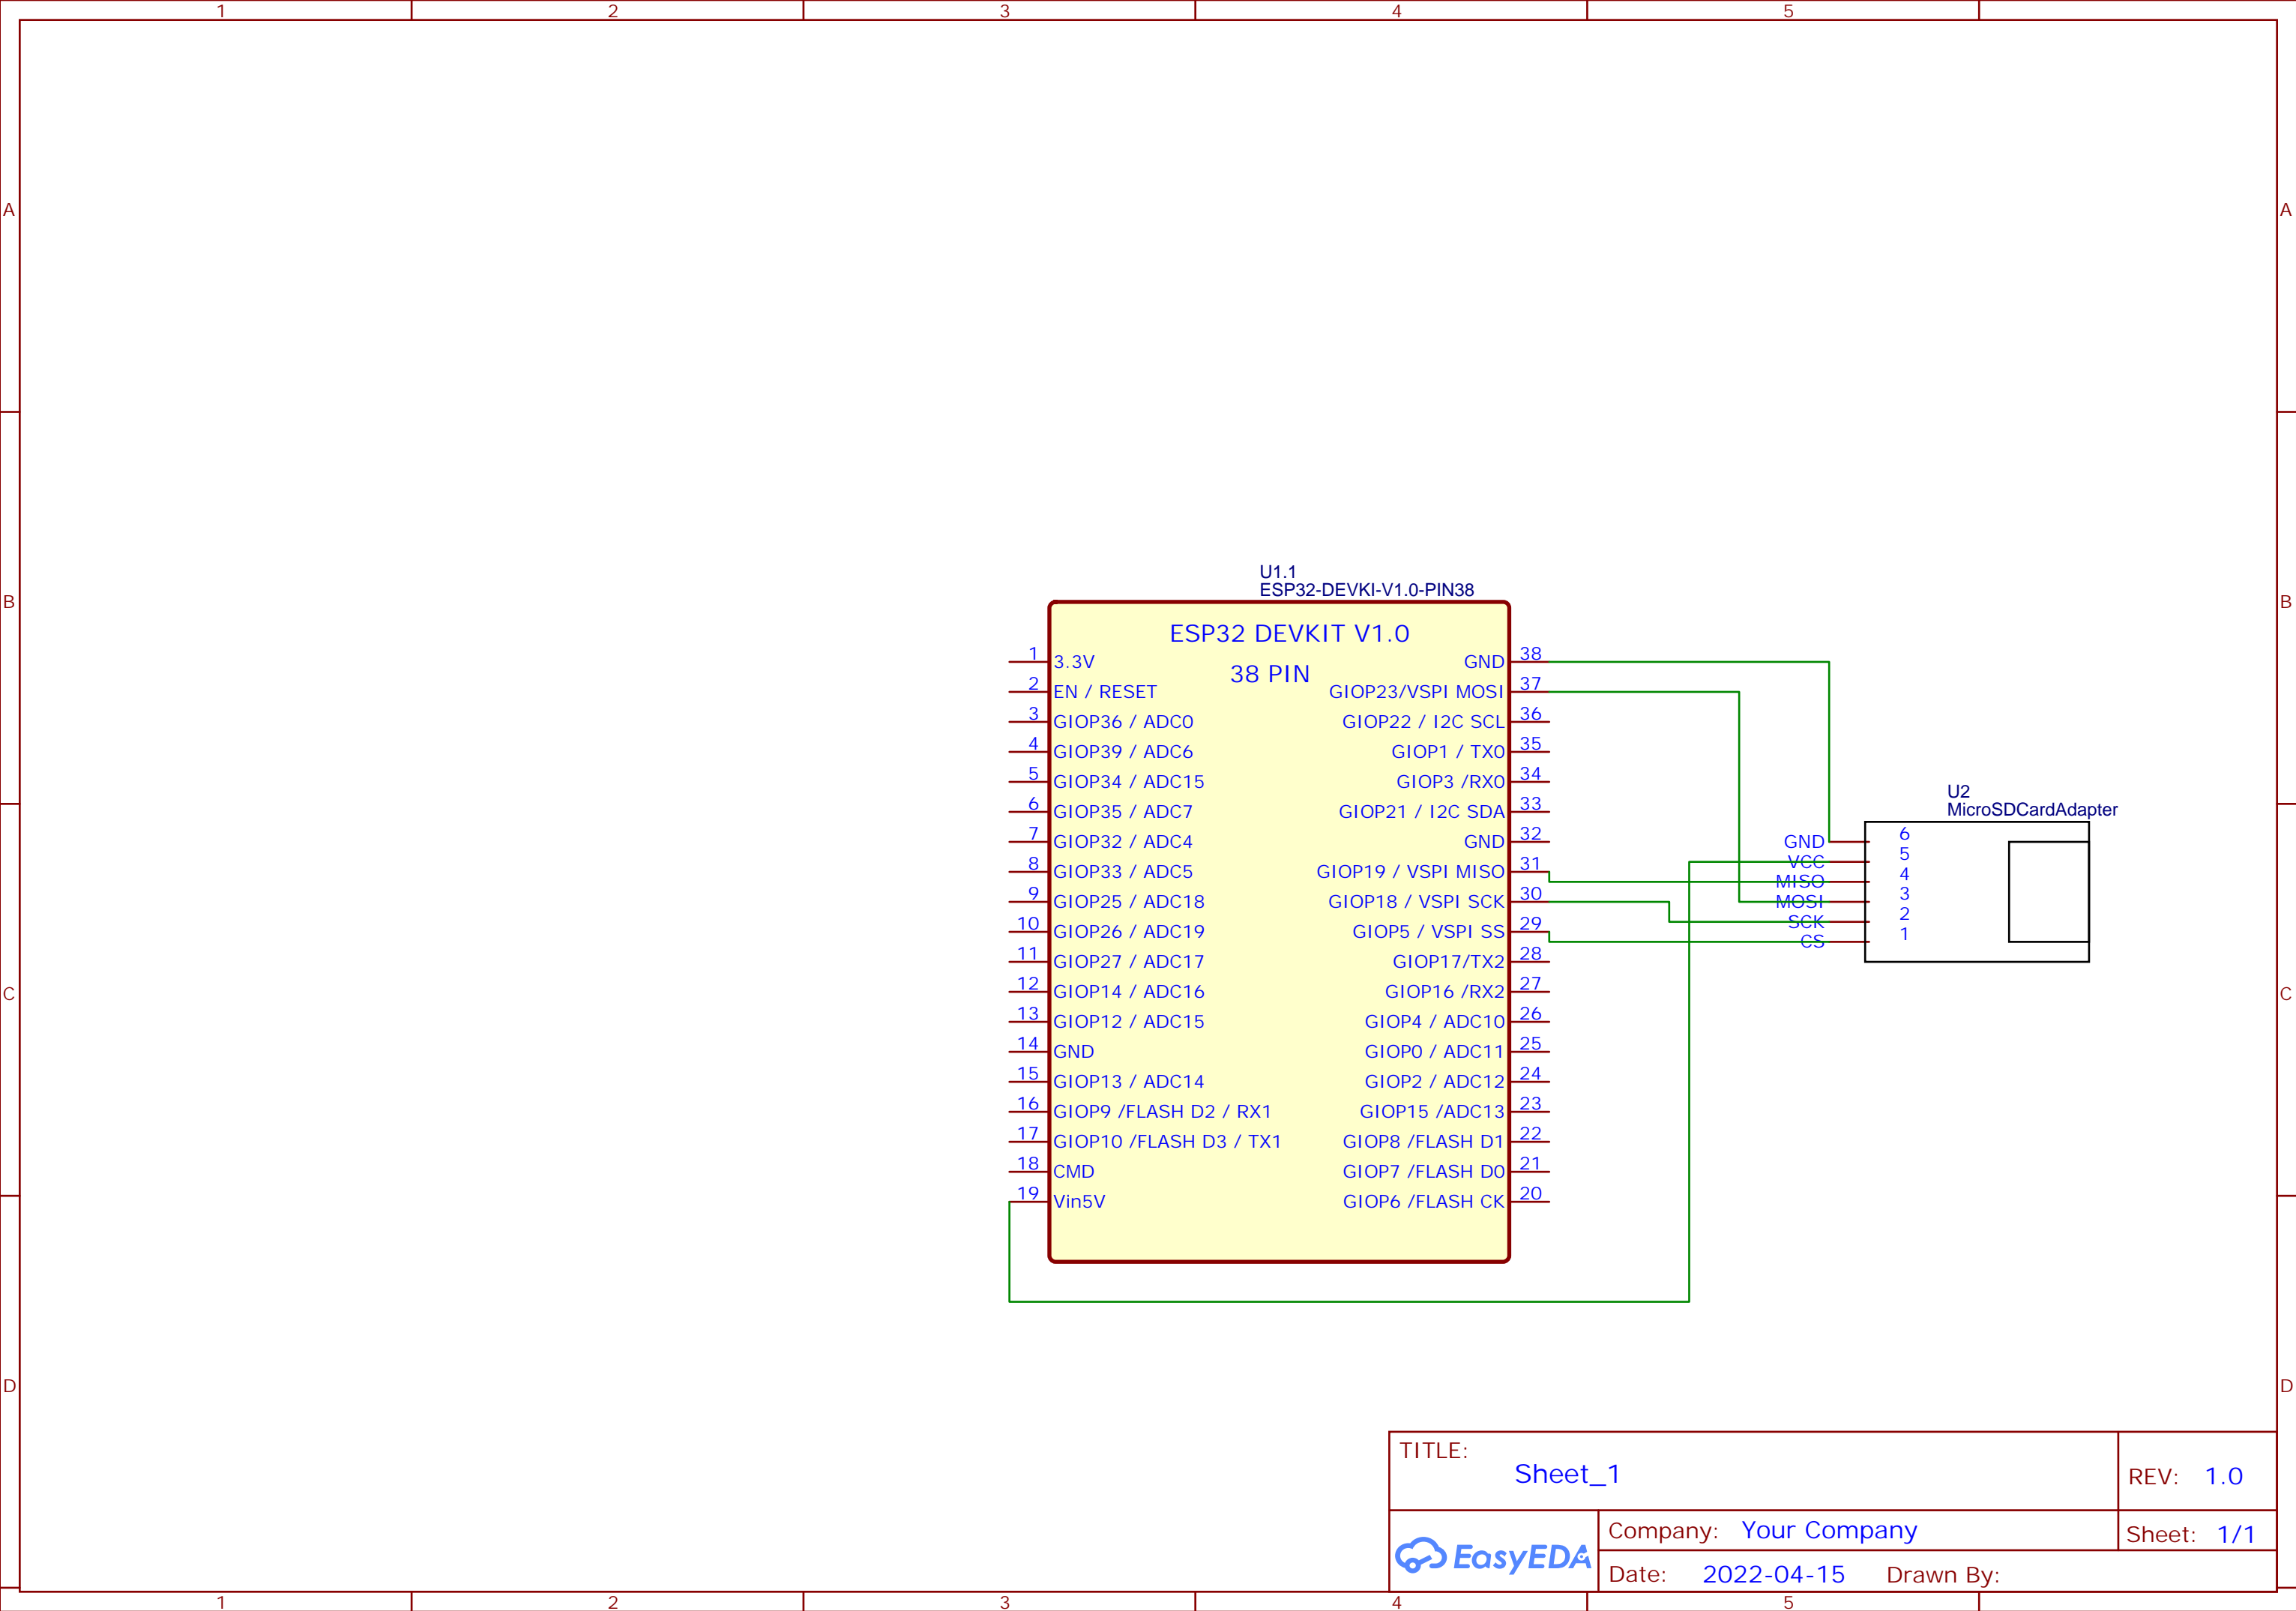 1 2 3 4 5
A A
B B
C C
D D
U1.1
ESP32-DEVKI-V1.0-PIN38
ESP32 DEVKIT V1.0
38 PIN
1 3.3V
2 EN / RESET
3 GIOP36 / ADC0
4 GIOP39 / ADC6
5 GIOP34 / ADC15
6 GIOP35 / ADC7
7 GIOP32 / ADC4
8 GIOP33 / ADC5
9 GIOP25 / ADC18
10 GIOP26 / ADC19
11 GIOP27 / ADC17
12 GIOP14 / ADC16
13 GIOP12 / ADC15
14 GND
15 GIOP13 / ADC14
16 GIOP9 /FLASH D2 / RX1
17 GIOP10 /FLASH D3 / TX1
18 CMD
19 Vin5V
GND 38
GIOP23/VSPI MOSI 37
GIOP22 / I2C SCL 36
GIOP1 / TX0 35
GIOP3 /RX0 34
GIOP21 / I2C SDA 33
GND 32
GIOP19 / VSPI MISO 31
GIOP18 / VSPI SCK 30
GIOP5 / VSPI SS 29
GIOP17/TX2 28
GIOP16 /RX2 27
GIOP4 / ADC10 26
GIOP0 / ADC11 25
GIOP2 / ADC12 24
GIOP15 /ADC13 23
GIOP8 /FLASH D1 22
GIOP7 /FLASH D0 21
GIOP6 /FLASH CK 20
U2
MicroSDCardAdapter
GND 6
VCC 5
MISO 4
MOSI 3
SCK 2
CS 1
TITLE:
Sheet_1
REV: 1.0
EasyEDA
Company: Your Company
Sheet: 1/1
Date: 2022-04-15 Drawn By:
1 2 3 4 5